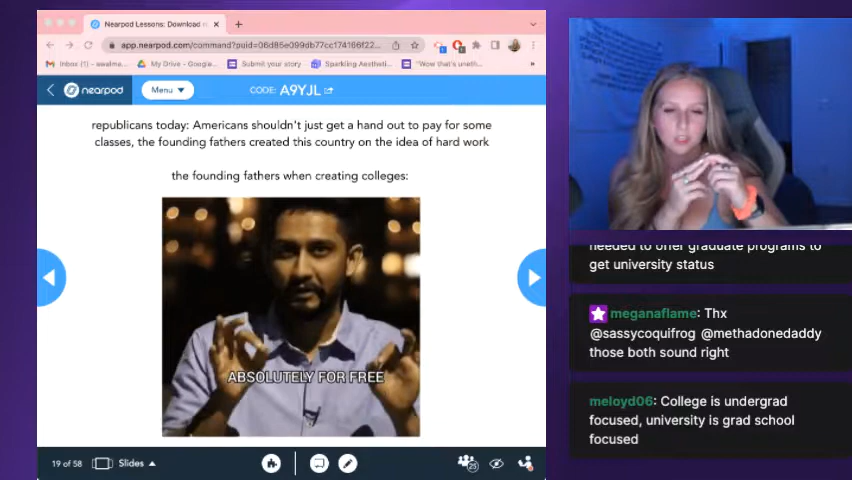 Nearpod Lessons: Download r
app.nearpod.com/command?puid=06d85e099db77cc174166f22...
Inbox (1) - swalma...
My Drive - Google...
Submit your story
Sparkling Aestheti...
"Wow that's uneth...
nearpod
Menu
CODE: A9YJL
republicans today: Americans shouldn't just get a hand out to pay for some
classes, the founding fathers created this country on the idea of hard work
the founding fathers when creating colleges:
ABSOLUTELY FOR FREE
19 of 58
Slides
25
needed to offer graduate programs to
get university status
meganaflame: Thx
@sassycoquifrog @methadonedaddy
those both sound right
meloyd06: College is undergrad
focused, university is grad school
focused